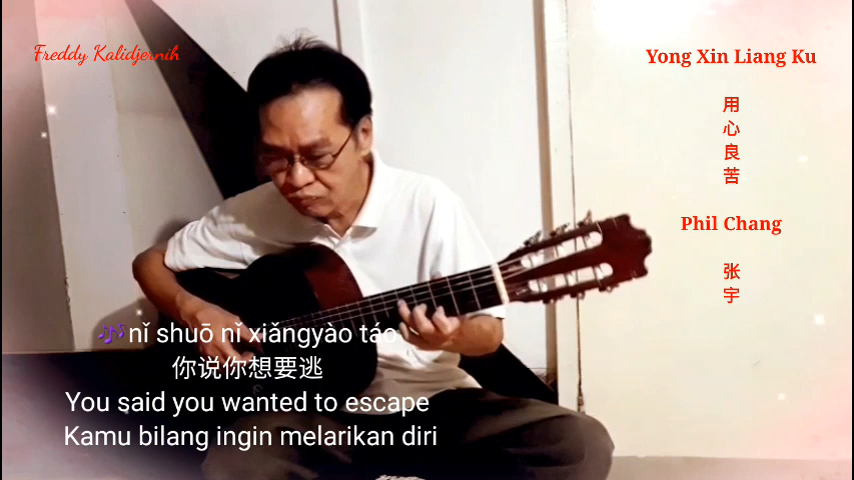 Freddy Kalidjernih
Yong Xin Liang Ku
用
心
良
苦
Phil Chang
张
宇
nǐ shuō nǐ xiǎngyào táo
你说你想要逃
You said you wanted to escape
Kamu bilang ingin melarikan diri